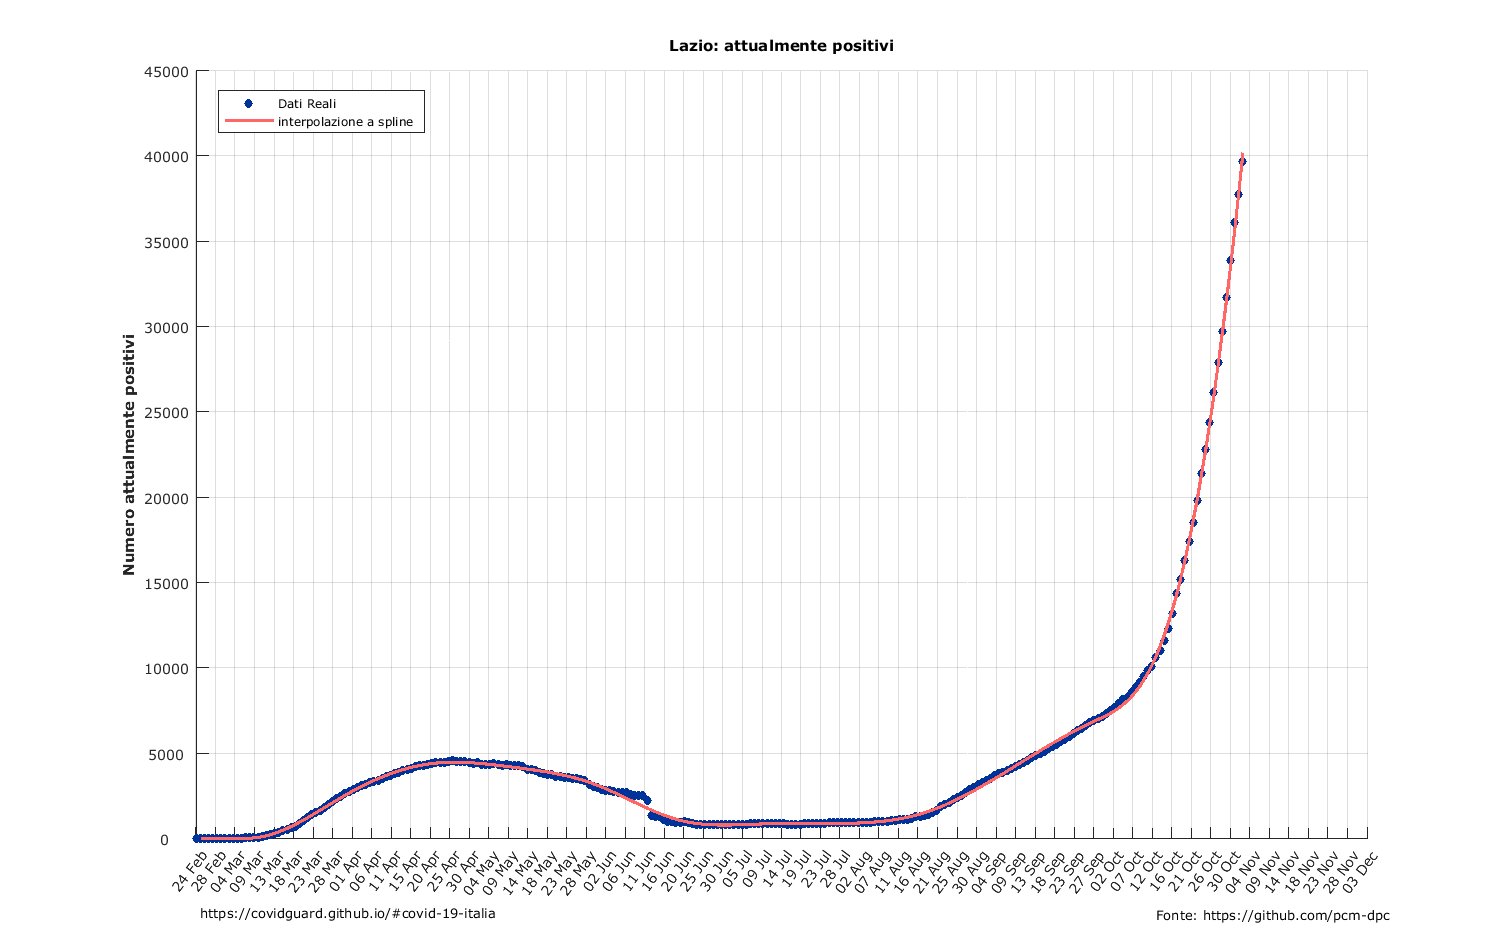 Lazio: attualmente positivi
45000
40000
35000
30000
25000
20000
15000
10000
5000
0
Numero attualmente positivi
Dati Reali
interpolazione a spline
24 Feb
28 Feb
04 Mar
09 Mar
13 Mar
18 Mar
23 Mar
28 Mar
01 Apr
06 Apr
11 Apr
15 Apr
20 Apr
25 Apr
30 Apr
04 May
09 May
14 May
18 May
23 May
28 May
02 Jun
06 Jun
11 Jun
16 Jun
20 Jun
25 Jun
30 Jun
05 Jul
09 Jul
14 Jul
19 Jul
23 Jul
28 Jul
02 Aug
07 Aug
11 Aug
16 Aug
21 Aug
25 Aug
30 Aug
04 Sep
09 Sep
13 Sep
18 Sep
23 Sep
27 Sep
02 Oct
07 Oct
12 Oct
16 Oct
21 Oct
26 Oct
30 Oct
04 Nov
09 Nov
14 Nov
18 Nov
23 Nov
28 Nov
03 Dec
https://covidguard.github.io/#covid-19-italia
Fonte: https://github.com/pcm-dpc